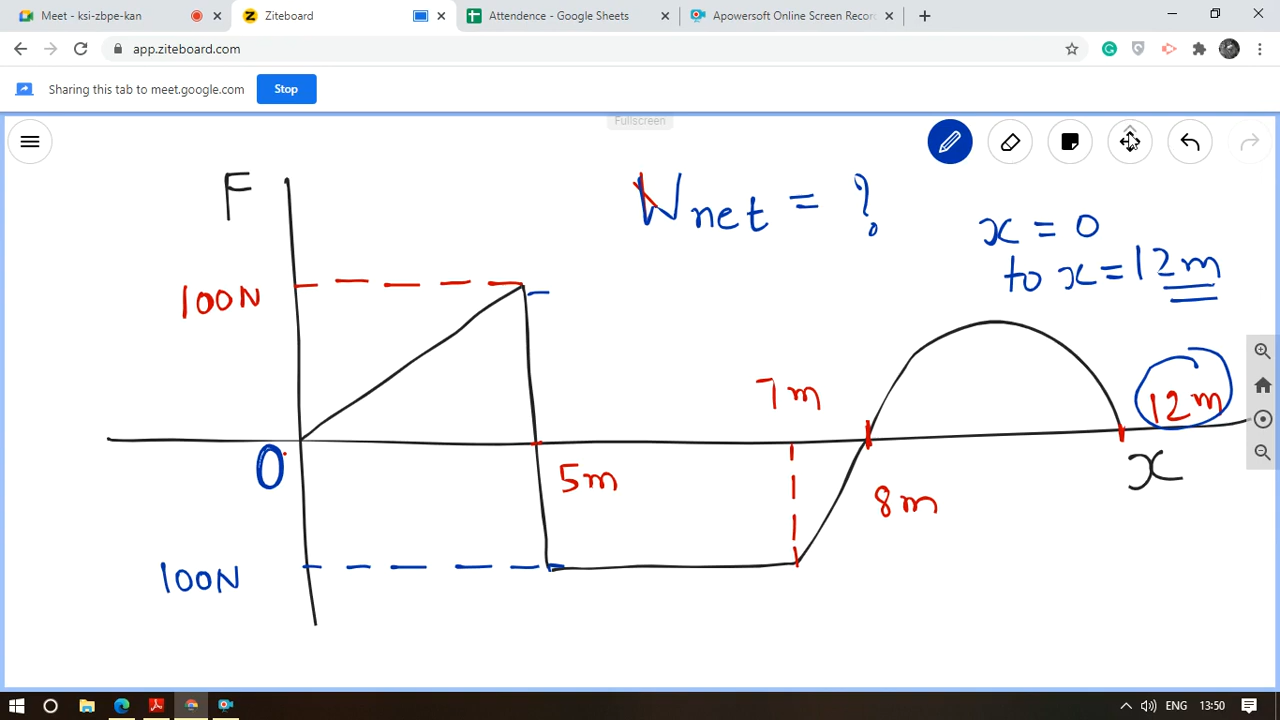 Meet - ksi-zbpe-kan
Ziteboard
Attendence - Google Sheets
Apowersoft Online Screen Recor
app.ziteboard.com
Sharing this tab to meet.google.com
Stop
Fullscreen
F
Wnet = ?
x = 0
to x = 12m
100N
7m
12m
0
5m
8m
x
100N
ENG
13:50